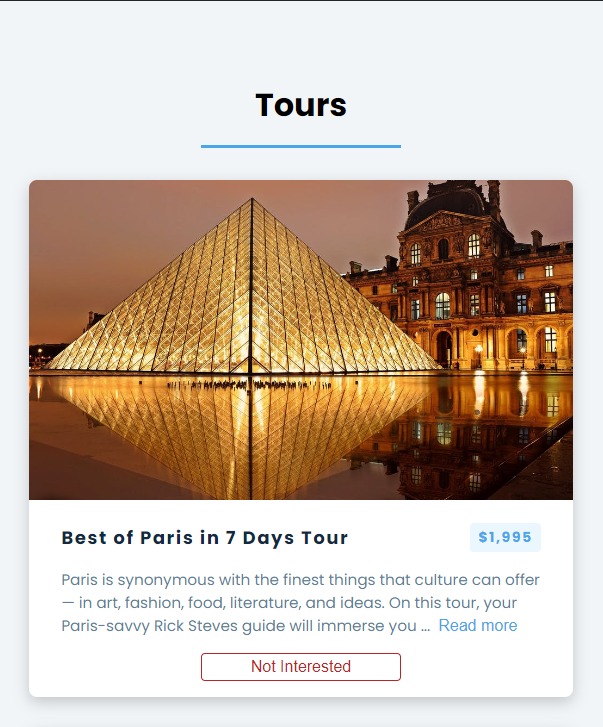 Tours
Best of Paris in 7 Days Tour
$1,995
Paris is synonymous with the finest things that culture can offer
— in art, fashion, food, literature, and ideas. On this tour, your
Paris-savvy Rick Steves guide will immerse you ... Read more
Not Interested